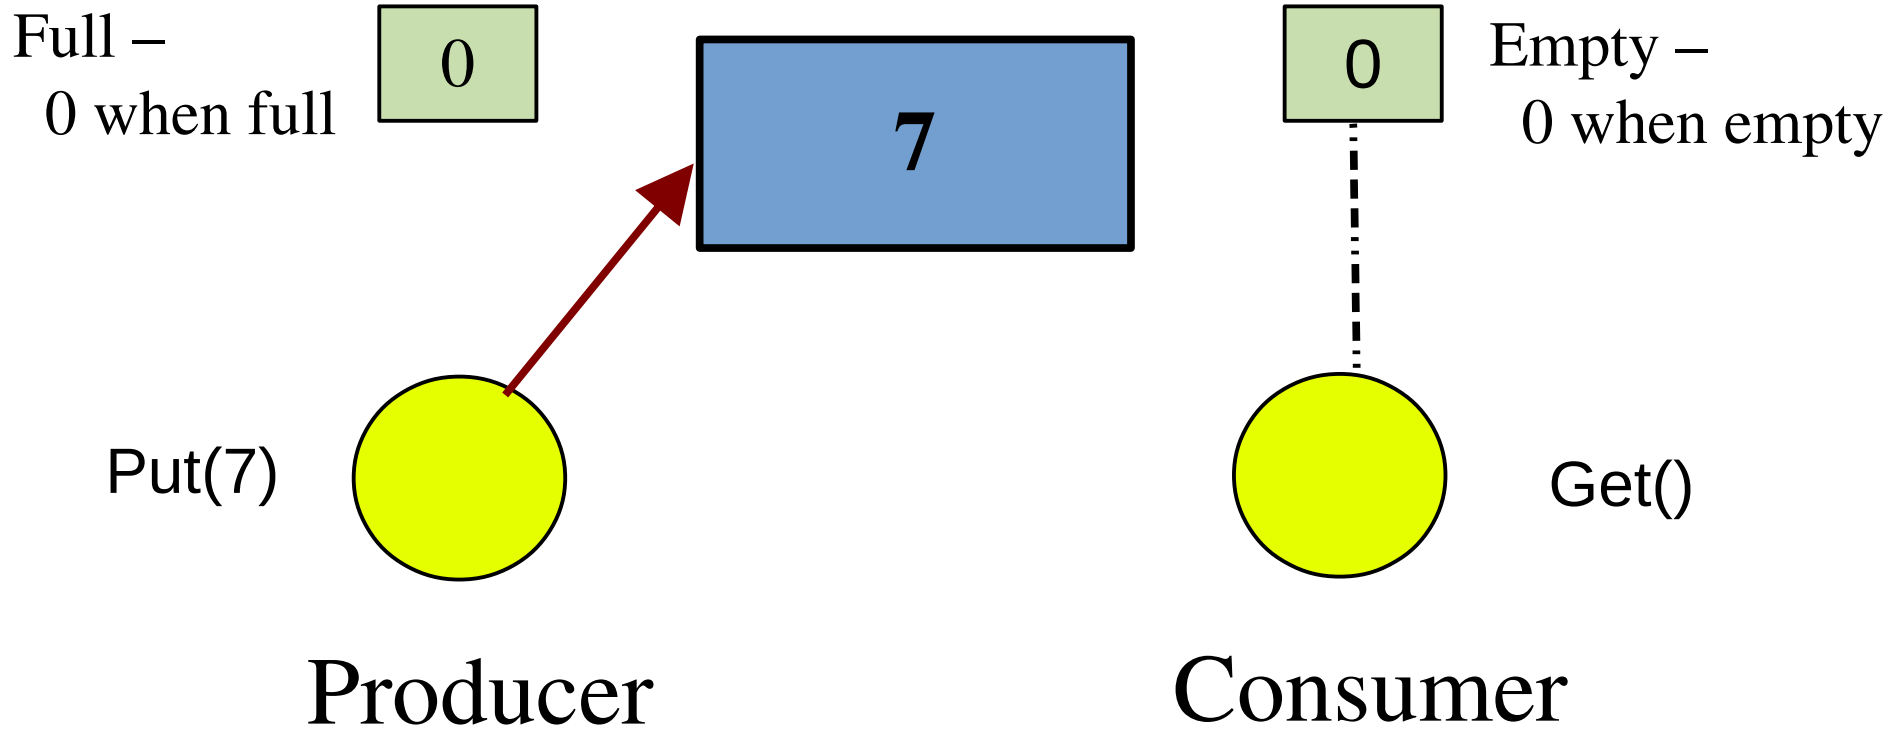 Full –
0 when full
0
7
0
Empty –
0 when empty
Put(7)
Get()
Producer
Consumer